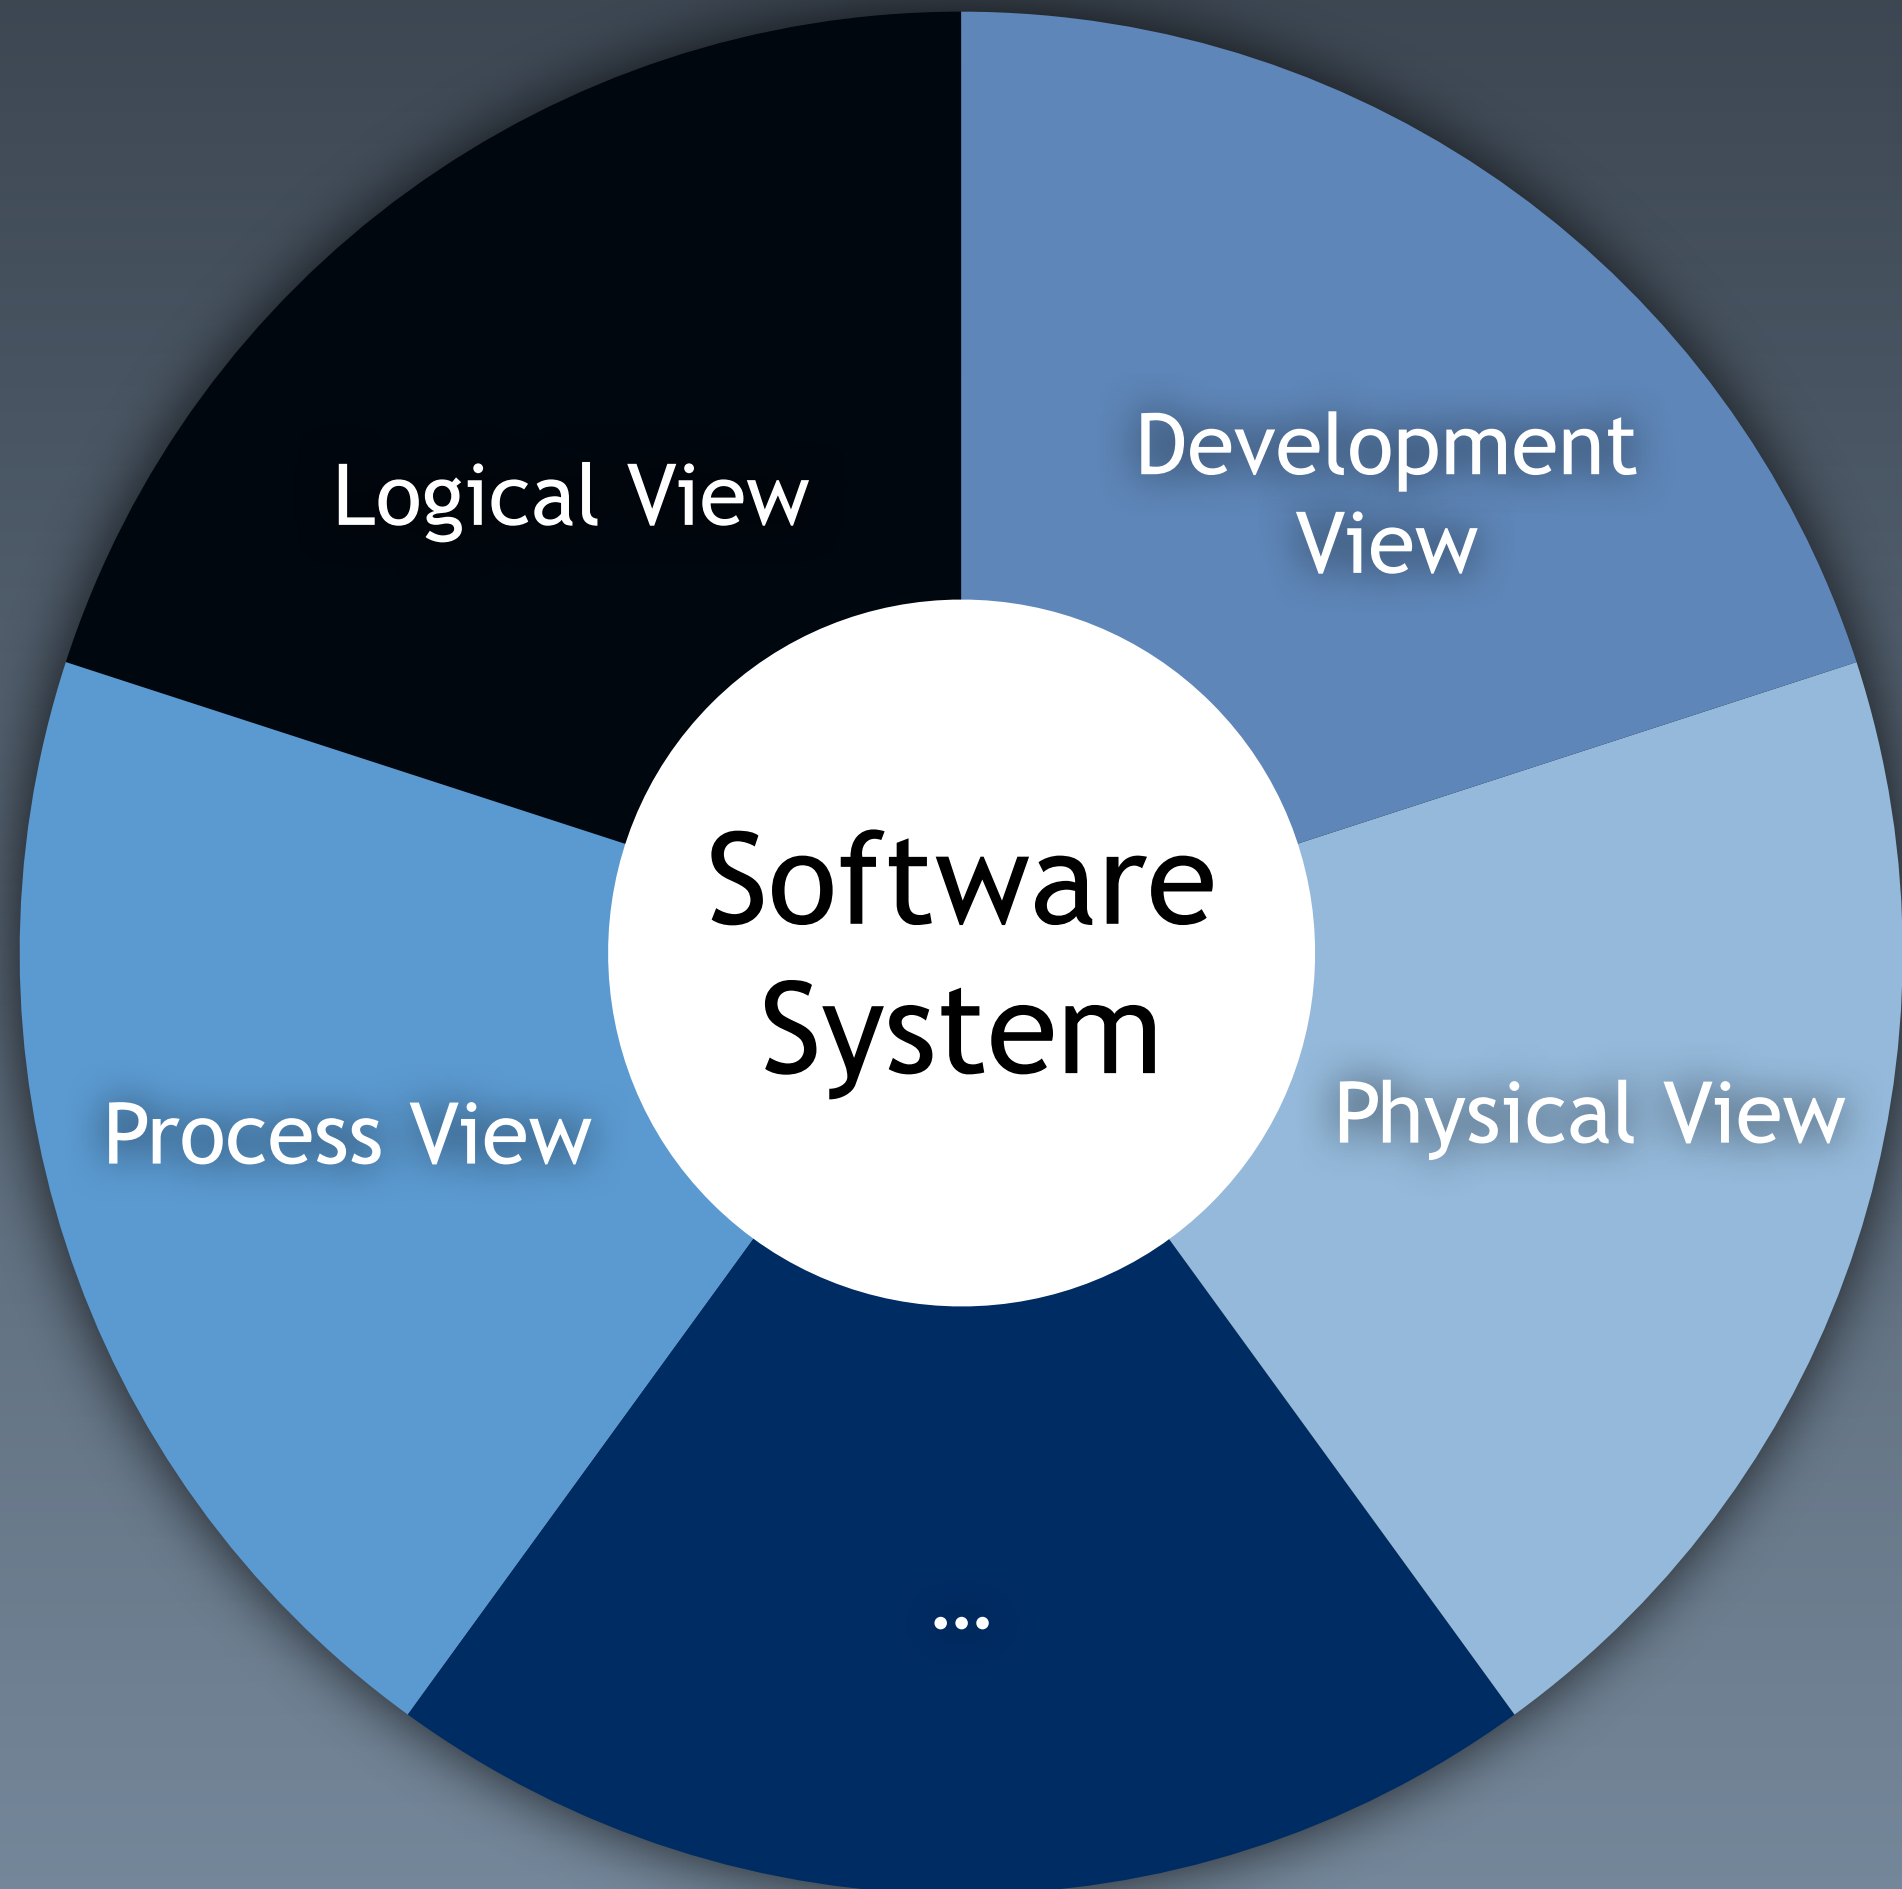 Logical View
Development
View
Software
System
Process View
Physical View
...